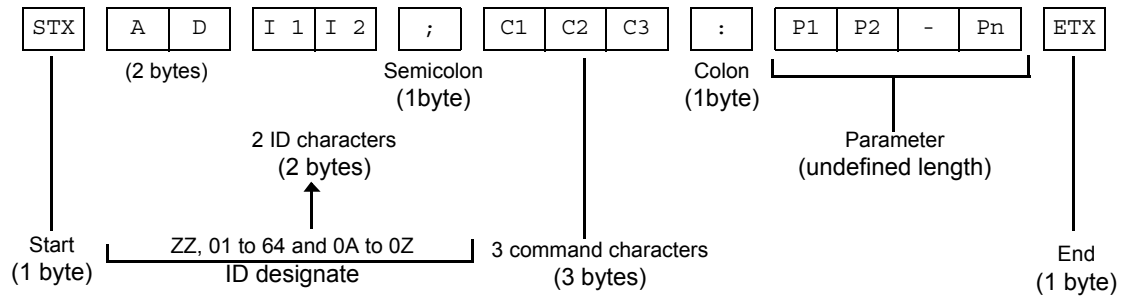 STX A D I 1 I 2 ; C1 C2 C3 : P1 P2 - Pn ETX
(2 bytes) Semicolon Colon
(1byte) (1byte)
2 ID characters Parameter
(2 bytes) (undefined length)
Start ZZ, 01 to 64 and 0A to 0Z 3 command characters End
(1 byte) ID designate (3 bytes) (1 byte)